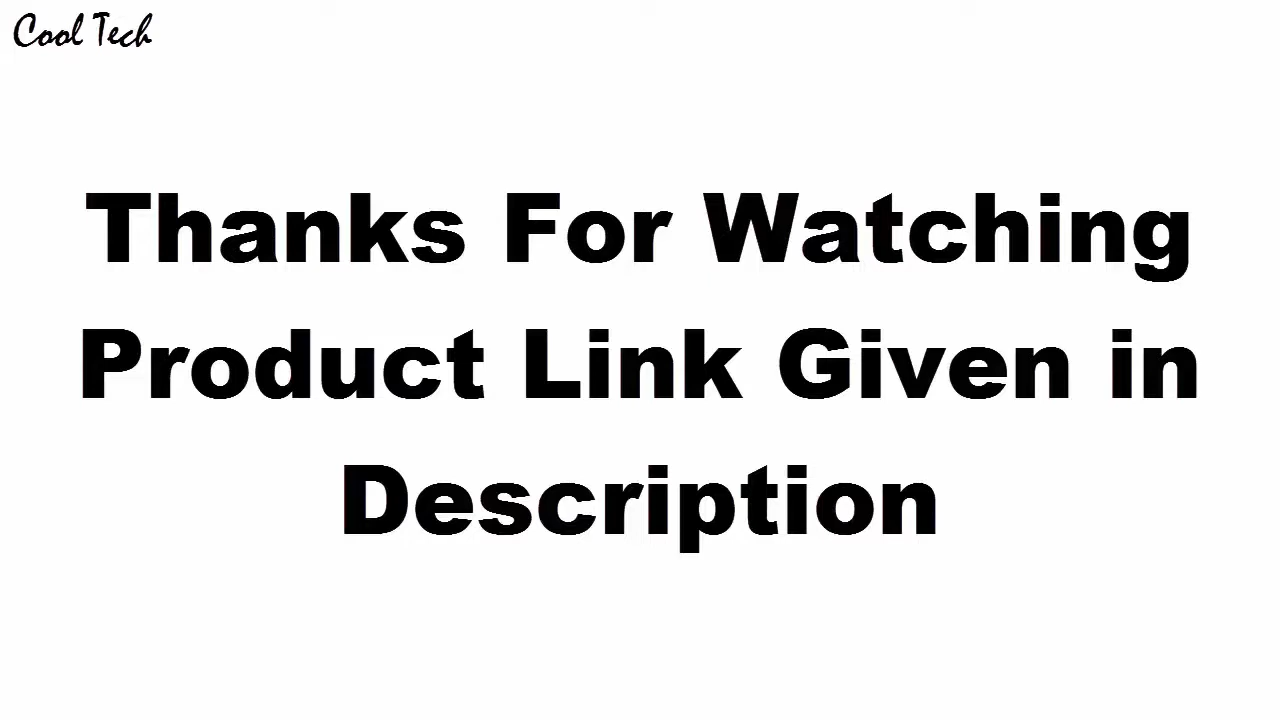 Cool Tech
Thanks For Watching
Product Link Given in
Description